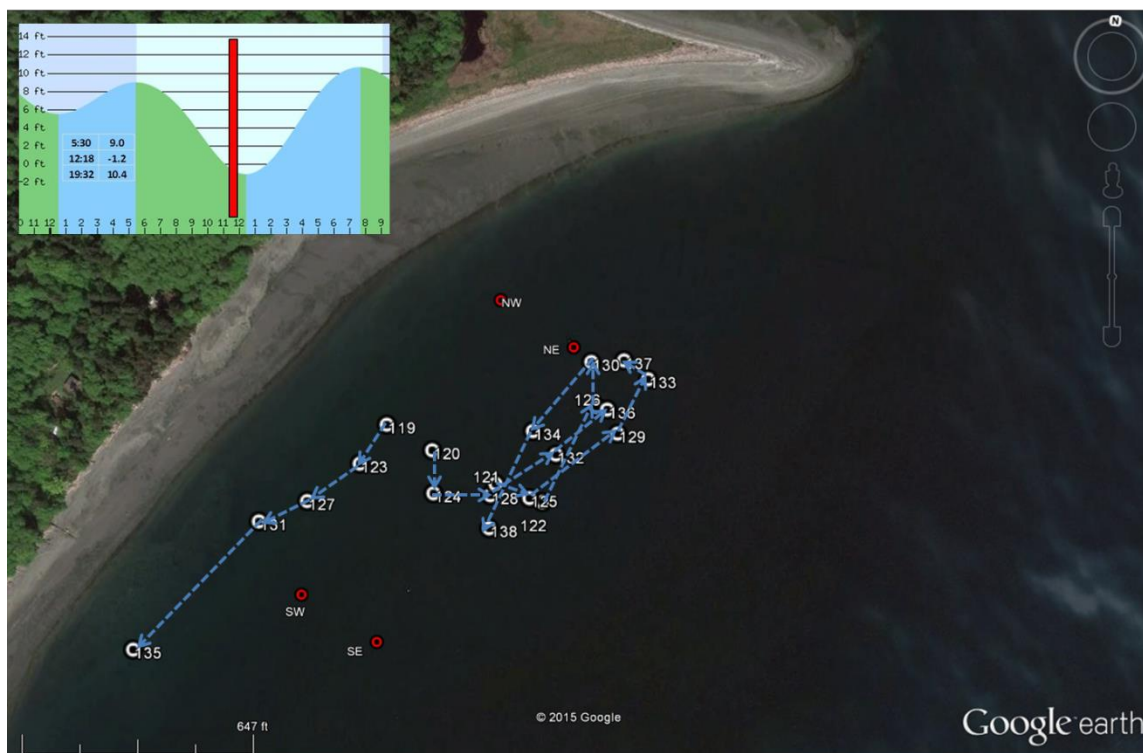 14 ft
12 ft
10 ft
8 ft
6 ft
4 ft
2 ft
0 ft
-2 ft
5:30 9.0
12:18 -1.2
19:32 10.4
0 11 12 1 2 3 4 5 6 7 8 9 10 11 12 1 2 3 4 5 6 7 8 9
N
NW
NE
130
137
133
126
136
119
134
129
120
132
123
121
124
128
125
127
122
138
131
SW
SE
135
647 ft
© 2015 Google
Google earth